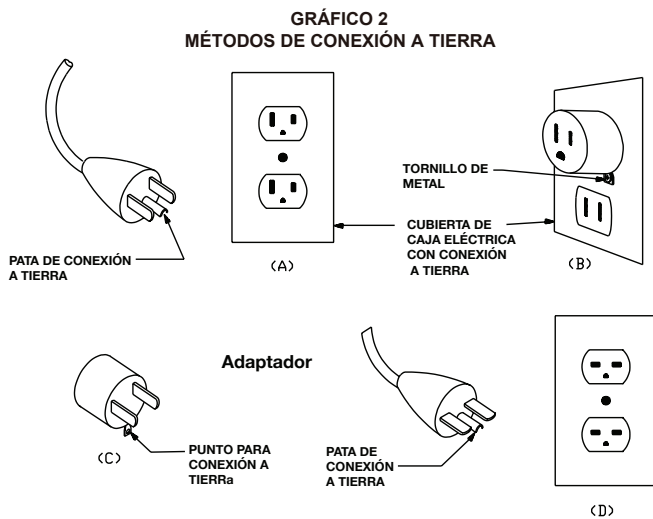 GRÁFICO 2
MÉTODOS DE CONEXIÓN A TIERRA
PATA DE CONEXIÓN
A TIERRA
(A)
TORNILLO DE
METAL
CUBIERTA DE
CAJA ELÉCTRICA
CON CONEXIÓN
A TIERRA
(B)
Adaptador
(C)
PUNTO PARA
CONEXIÓN A
TIERRa
PATA DE
CONEXIÓN
A TIERRA
(D)